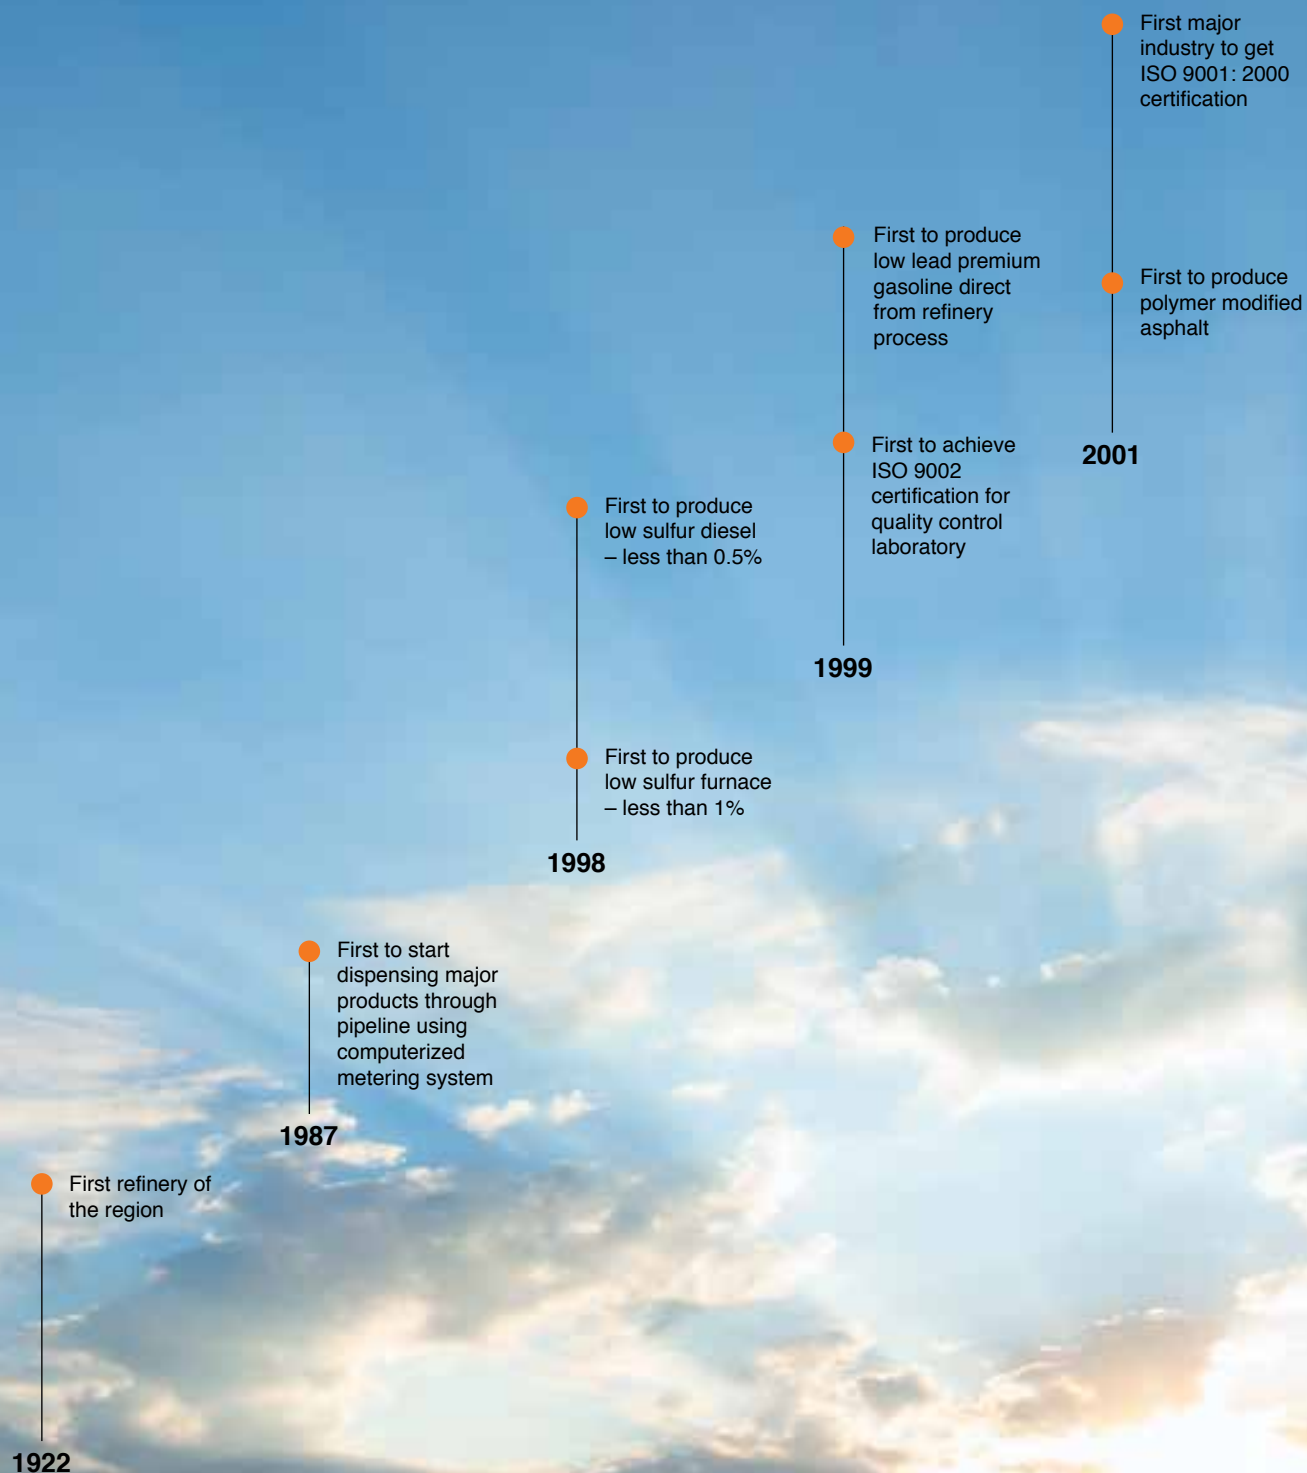 First major
industry to get
ISO 9001: 2000
certification
First to produce
polymer modified
asphalt
2001
First to produce
low lead premium
gasoline direct
from refinery
process
First to achieve
ISO 9002
certification for
quality control
laboratory
1999
First to produce
low sulfur diesel
– less than 0.5%
First to produce
low sulfur furnace
– less than 1%
1998
First to start
dispensing major
products through
pipeline using
computerized
metering system
1987
First refinery of
the region
1922